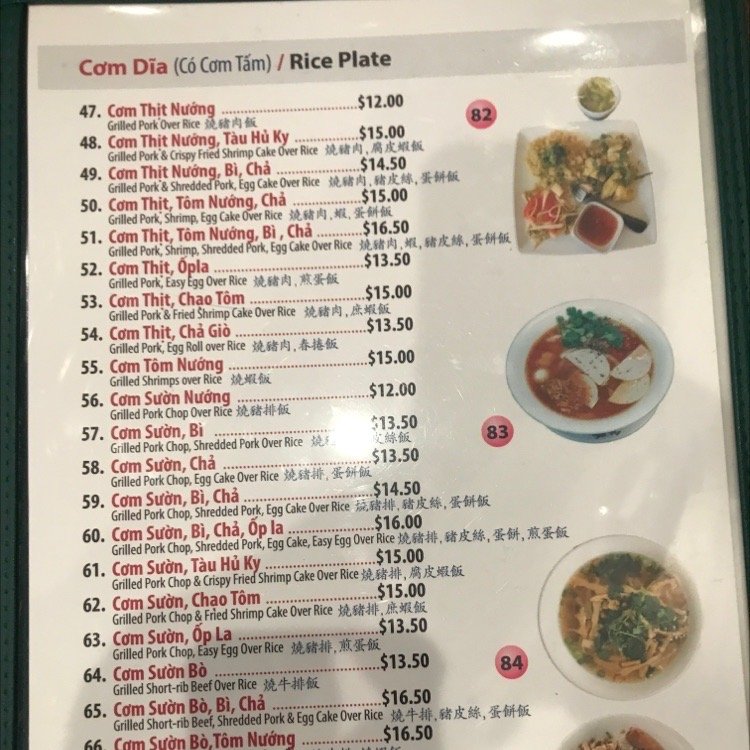 Cơm Dĩa (Có Cơm Tấm) / Rice Plate
47. Cơm Thịt Nướng ........ $12.00
Grilled Pork Over Rice 燒豬肉飯
48. Cơm Thịt Nướng, Tàu Hủ Ky ........ $15.00
Grilled Pork & Crispy Fried Shrimp Cake Over Rice 燒豬肉,腐皮蝦飯
49. Cơm Thịt Nướng, Bì, Chả ........ $14.50
Grilled Pork & Shredded Pork, Egg Cake Over Rice 燒豬肉,豬皮絲,蛋餅飯
50. Cơm Thịt, Tôm Nướng, Chả ........ $15.00
Grilled Pork, Shrimp, Egg Cake Over Rice 燒豬肉,蝦,蛋餅飯
51. Cơm Thịt, Tôm Nướng, Bì , Chả ........ $16.50
Grilled Pork, Shrimp, Shredded Pork, Egg Cake Over Rice 燒豬肉,蝦,豬皮絲,蛋餅飯
52. Cơm Thịt, Ốpla ........ $13.50
Grilled Pork, Easy Egg Over Rice 燒豬肉,煎蛋飯
53. Cơm Thịt, Chao Tôm ........ $15.00
Grilled Pork & Fried Shrimp Cake Over Rice 燒豬肉,庶蝦飯
54. Cơm Thịt, Chả Giò ........ $13.50
Grilled Pork, Egg Roll over Rice 燒豬肉,春捲飯
55. Cơm Tôm Nướng ........ $15.00
Grilled Shrimps over Rice 燒蝦飯
56. Cơm Sườn Nướng ........ $12.00
Grilled Pork Chop Over Rice 燒豬排飯
57. Cơm Sườn, Bì ........ $13.50
Grilled Pork Chop, Shredded Pork Over Rice 燒 皮絲飯
58. Cơm Sườn, Chả ........ $13.50
Grilled Pork Chop, Egg Cake Over Rice 燒豬排,蛋餅飯
59. Cơm Sườn, Bì, Chả ........ $14.50
Grilled Pork Chop, Shredded Pork, Egg Cake Over Rice 燒豬排,豬皮絲,蛋餅飯
60. Cơm Sườn, Bì, Chả, Ốp la ........ $16.00
Grilled Pork Chop, Shredded Pork, Egg Cake, Easy Egg Over Rice 燒豬排,豬皮絲,蛋餅,煎蛋飯
61. Cơm Sườn, Tàu Hủ Ky ........ $15.00
Grilled Pork Chop & Crispy Fried Shrimp Cake Over Rice 燒豬排,腐皮蝦飯
62. Cơm Sườn, Chạo Tôm ........ $15.00
Grilled Pork Chop & Fried Shrimp Cake Over Rice 燒豬排,庶蝦飯
63. Cơm Sườn, Ốp La ........ $13.50
Grilled Pork Chop, Easy Egg Over Rice 燒豬排,煎蛋飯
64. Cơm Sườn Bò ........ $13.50
Grilled Short-rib Beef Over Rice 燒牛排飯
65. Cơm Sườn Bò, Bì, Chả ........ $16.50
Grilled Short-rib Beef, Shredded Pork & Egg Cake Over Rice 燒牛排,豬皮絲,蛋餅飯
66. Cơm Sườn Bò,Tôm Nướng ........ $16.50
82
83
84